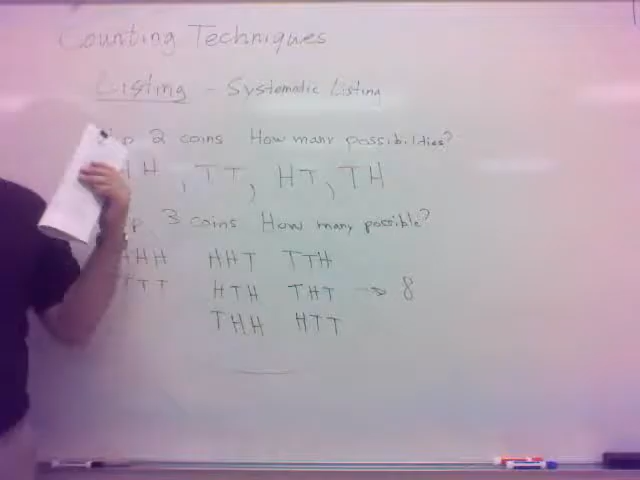 Counting Techniques
Listing - Systematic Listing
2 coins How many possibilities?
H, TT, HT, TH
3 coins How many possible?
HHH HHT TTH
TTT HTH THT → 8
THH HTT